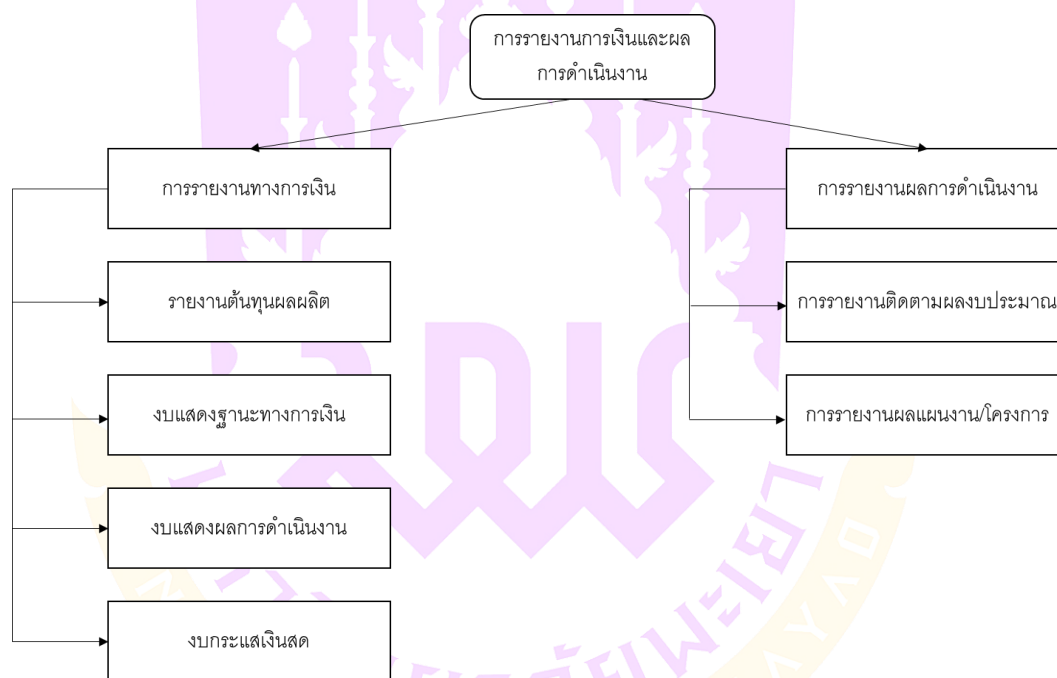 การรายงานการเงินและผล
การดำเนินงาน
การรายงานทางการเงิน
รายงานต้นทุนผลผลิต
งบแสดงฐานะทางการเงิน
งบแสดงผลการดำเนินงาน
งบกระแสเงินสด
การรายงานผลการดำเนินงาน
การรายงานติดตามผลงบประมาณ
การรายงานผลแผนงาน/โครงการ